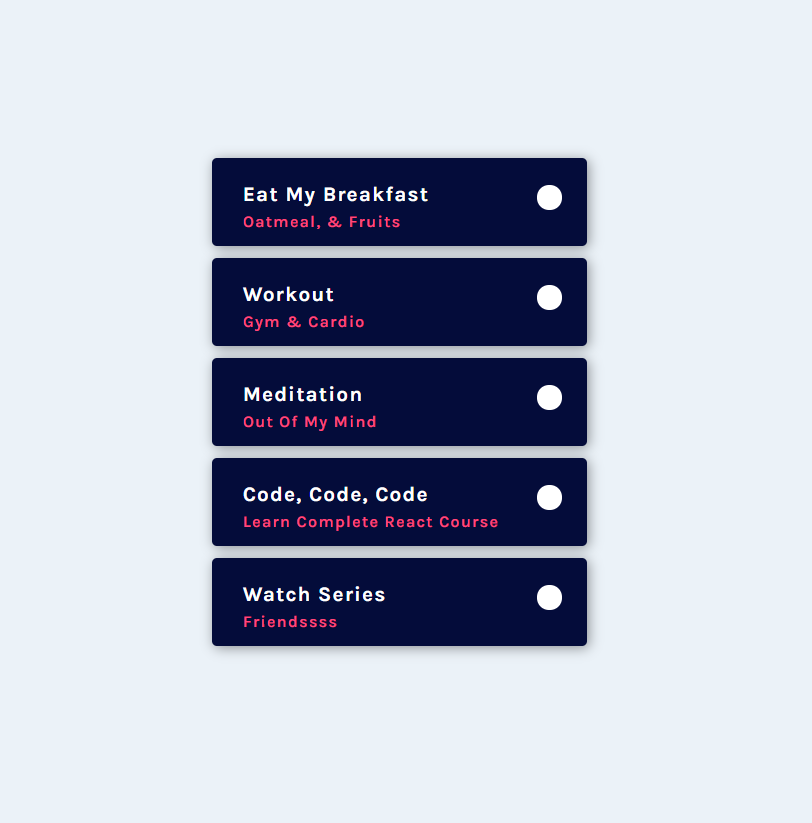 Eat My Breakfast
Oatmeal, & Fruits
Workout
Gym & Cardio
Meditation
Out Of My Mind
Code, Code, Code
Learn Complete React Course
Watch Series
Friendssss